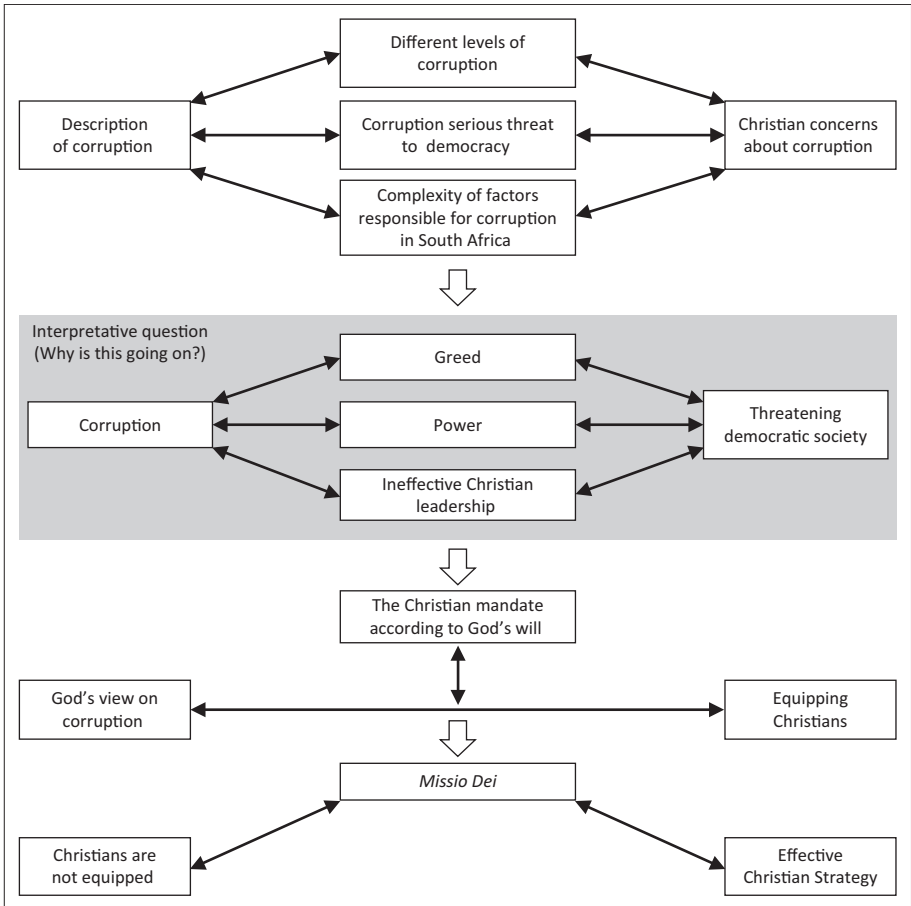 Different levels of
corruption
Description
of corruption
Corruption serious threat
to democracy
Christian concerns
about corruption
Complexity of factors
responsible for corruption
in South Africa
Interpretative question
(Why is this going on?)
Greed
Corruption
Power
Threatening
democratic society
Ineffective Christian
leadership
The Christian mandate
according to God’s will
God’s view on
corruption
Equipping
Christians
Missio Dei
Christians are
not equipped
Effective
Christian Strategy